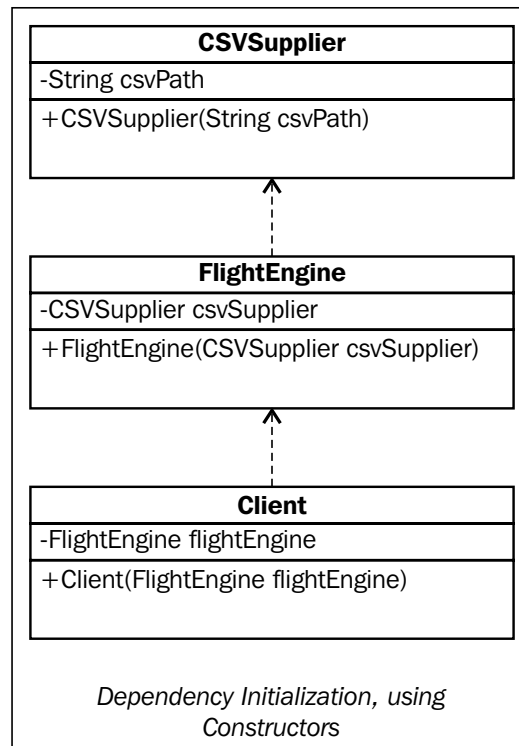 CSVSupplier
-String csvPath
+CSVSupplier(String csvPath)
FlightEngine
-CSVSupplier csvSupplier
+FlightEngine(CSVSupplier csvSupplier)
Client
-FlightEngine flightEngine
+Client(FlightEngine flightEngine)
Dependency Initialization, using
Constructors